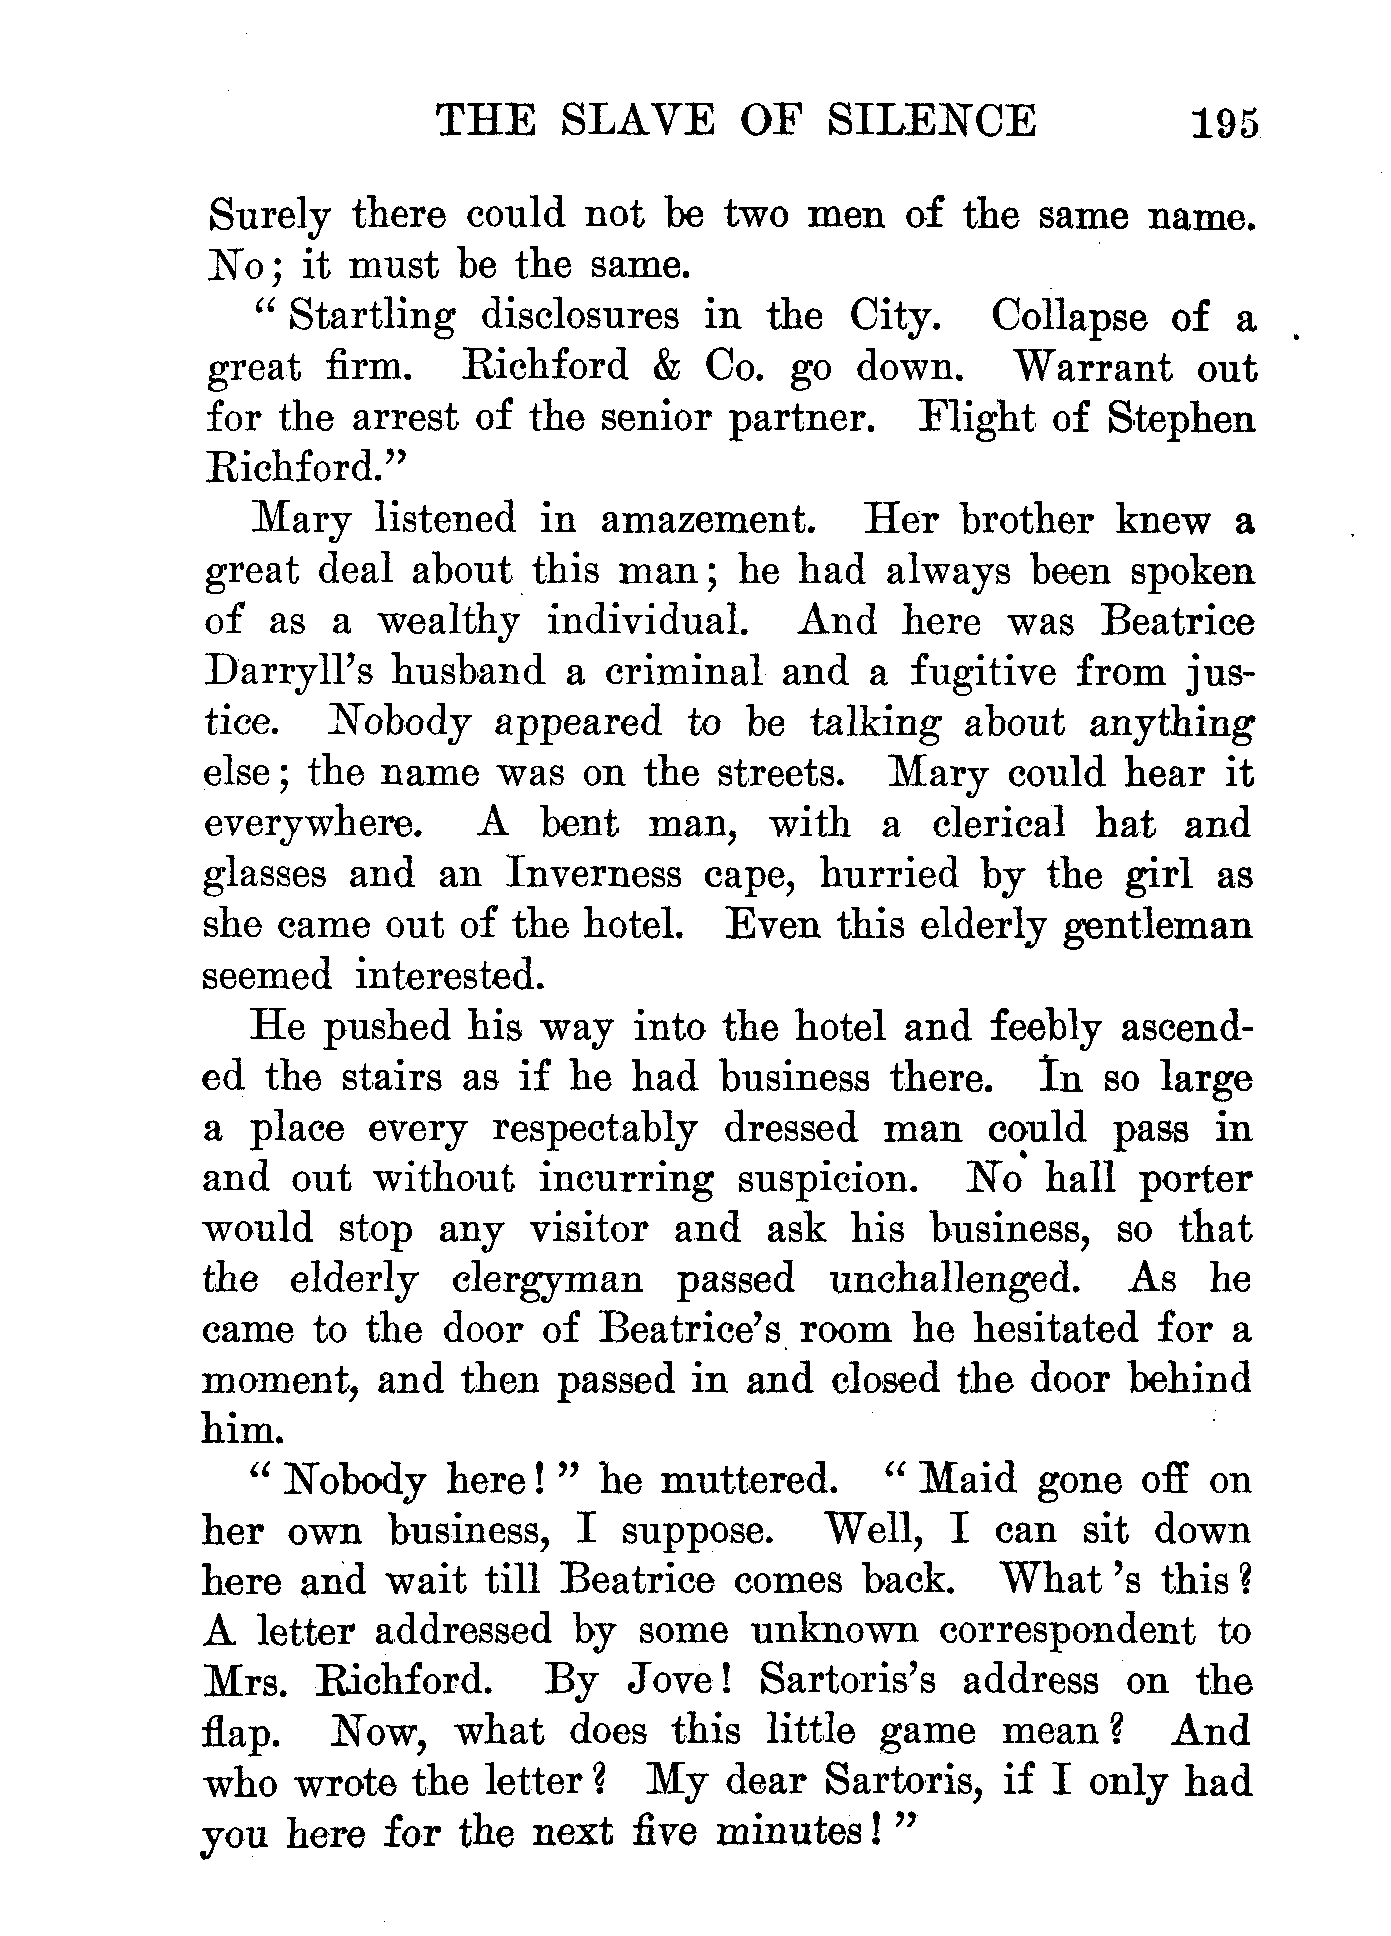 THE SLAVE OF SILENCE 195
Surely there could not be two men of the same name.
No; it must be the same.
“Startling disclosures in the City. Collapse of a
great firm. Richford & Co. go down. Warrant out
for the arrest of the senior partner. Flight of Stephen
Richford.”
Mary listened in amazement. Her brother knew a
great deal about this man; he had always been spoken
of as a wealthy individual. And here was Beatrice
Darryll’s husband a criminal and a fugitive from jus-
tice. Nobody appeared to be talking about anything
else; the name was on the streets. Mary could hear it
everywhere. A bent man, with a clerical hat and
glasses and an Inverness cape, hurried by the girl as
she came out of the hotel. Even this elderly gentleman
seemed interested.
He pushed his way into the hotel and feebly ascend-
ed the stairs as if he had business there. In so large
a place every respectably dressed man could pass in
and out without incurring suspicion. No hall porter
would stop any visitor and ask his business, so that
the elderly clergyman passed unchallenged. As he
came to the door of Beatrice’s room he hesitated for a
moment, and then passed in and closed the door behind
him.
“Nobody here!” he muttered. “Maid gone off on
her own business, I suppose. Well, I can sit down
here and wait till Beatrice comes back. What’s this?
A letter addressed by some unknown correspondent to
Mrs. Richford. By Jove! Sartoris’s address on the
flap. Now, what does this little game mean? And
who wrote the letter? My dear Sartoris, if I only had
you here for the next five minutes!”